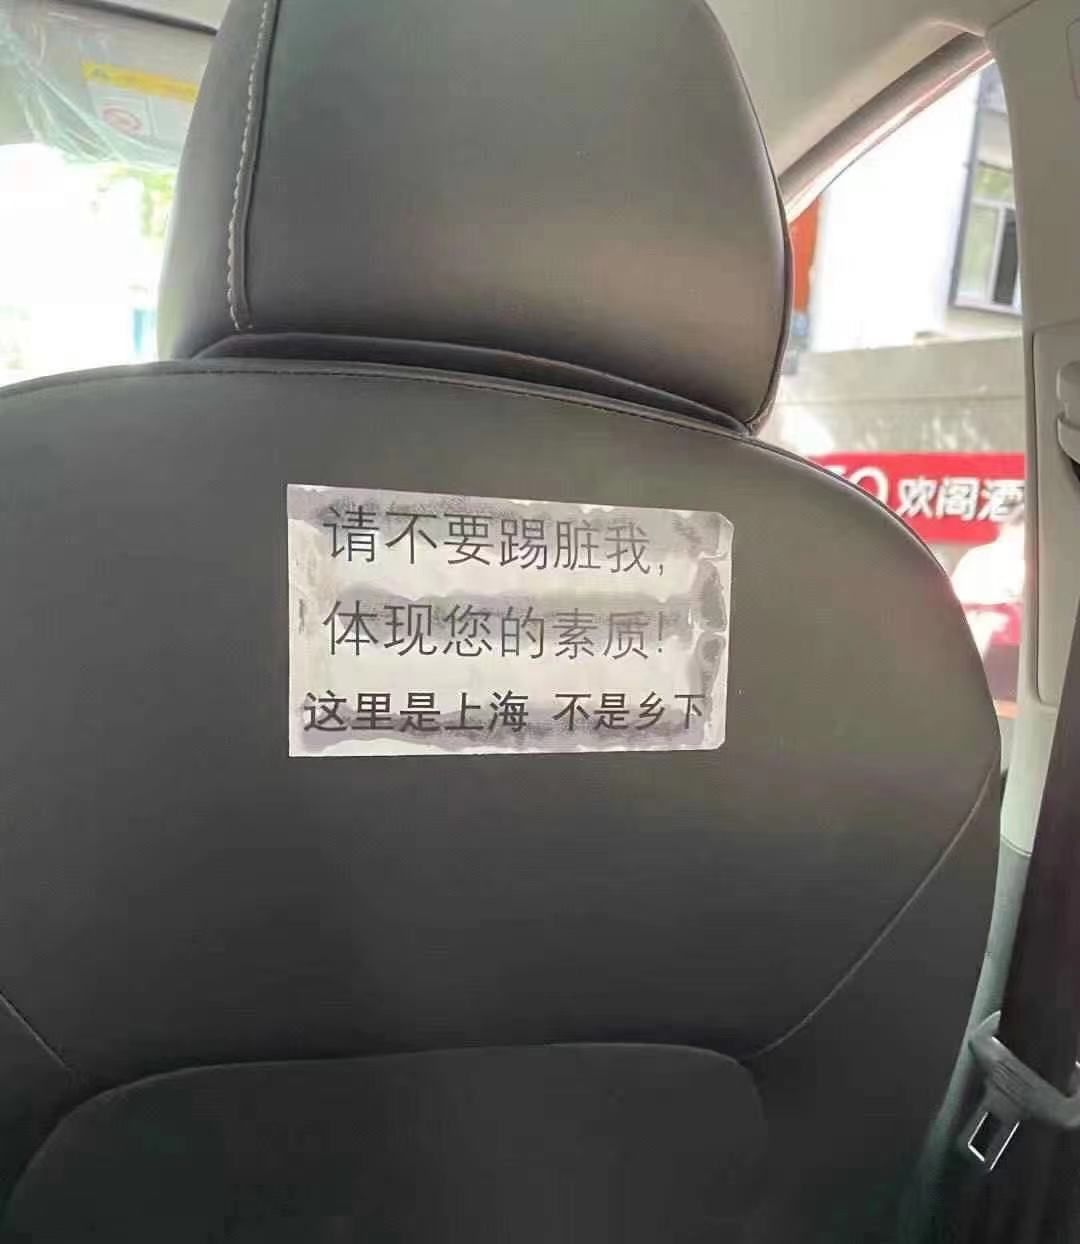 请不要踢脏我,
体现您的素质!
这里是上海 不是乡下
欢阁酒